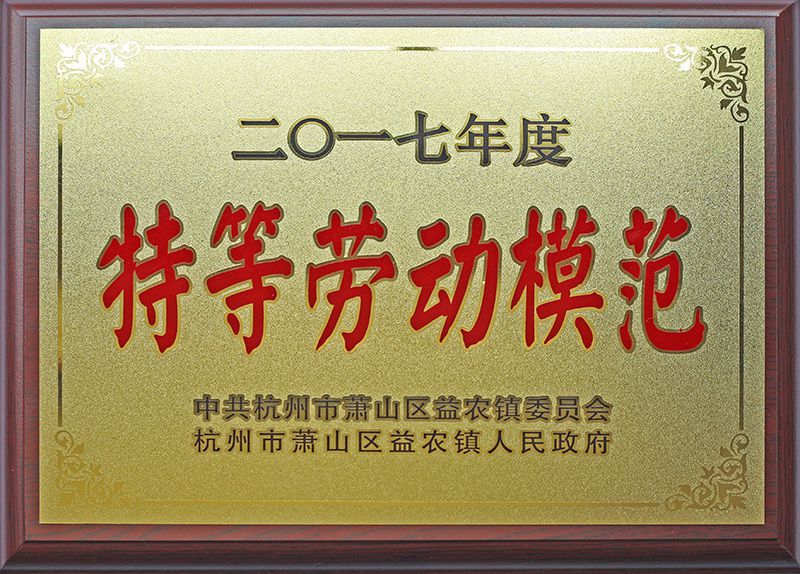 二〇一七年度
特等劳动模范
中共杭州市萧山区益农镇委员会
杭州市萧山区益农镇人民政府